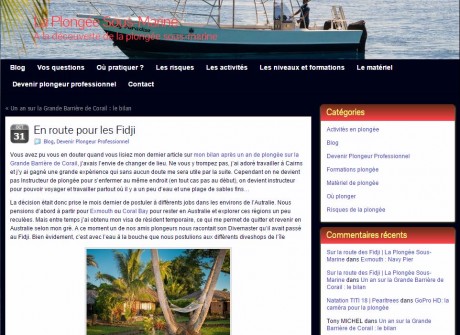 La Plongée Sous-Marine
A la découverte de la plongée sous-marine
Blog Vos questions Où pratiquer ? Les risques Les activités Les niveaux et formations Le matériel
Devenir plongeur professionnel Contact
« Un an sur la Grande Barrière de Corail : le bilan
31
En route pour les Fidji
Blog, Devenir Plongeur Professionnel
Vous avez pu vous en douter quand vous lisiez mon dernier article sur mon bilan après un an de plongée sur la
Grande Barrière de Corail, j'avais l'envie de changer de lieu. Ne vous y trompez pas, j'ai adoré travailler à Cairns
et j'y ai gagné une grande expérience qui sans aucun doute me sera utile par la suite. Cependant on ne devient
pas Instructeur de plongée pour s'enfermer au même endroit (en tout cas pas au début), on devient instructeur
pour pouvoir voyager et travailler partout où il y a un peu d'eau et une plage de sables fins...
La décision était donc prise le mois dernier de postuler à différents jobs dans les environs de l'Autralie. Nous
pensions d'abord à partir pour Exmouth ou Coral Bay pour rester en Australie et explorer ces régions un peu
reculées. Mais entre temps j'ai obtenu mon visa de résident temporaire, ce qui me permet de quitter et revenir en
Australie selon mon gré. A ce moment un de nos amis plongeurs nous racontait son Divemaster qu'il avait passé
au Fidji. Bien évidement, c'est avec l'eau à la bouche que nous postulions aux différents diveshops de l'île
Catégories
Activités en plongée
Blog
Devenir Plongeur Professionnel
Formations plongée
Matériel de plongée
Où plonger
Risques de la plongée
Commentaires récents
Sur la route des Fidji | La Plongée Sous-
Marine dans Exmouth : Navy Pier
Sur la route des Fidji | La Plongée Sous-
Marine dans Un an sur la Grande Barrière
de Corail : le bilan
Natation TITI 18 | Pearltrees dans GoPro HD: la
caméra pour la plongée
Tony MICHEL dans Un an sur la Grande
Barrière de Corail : le bilan